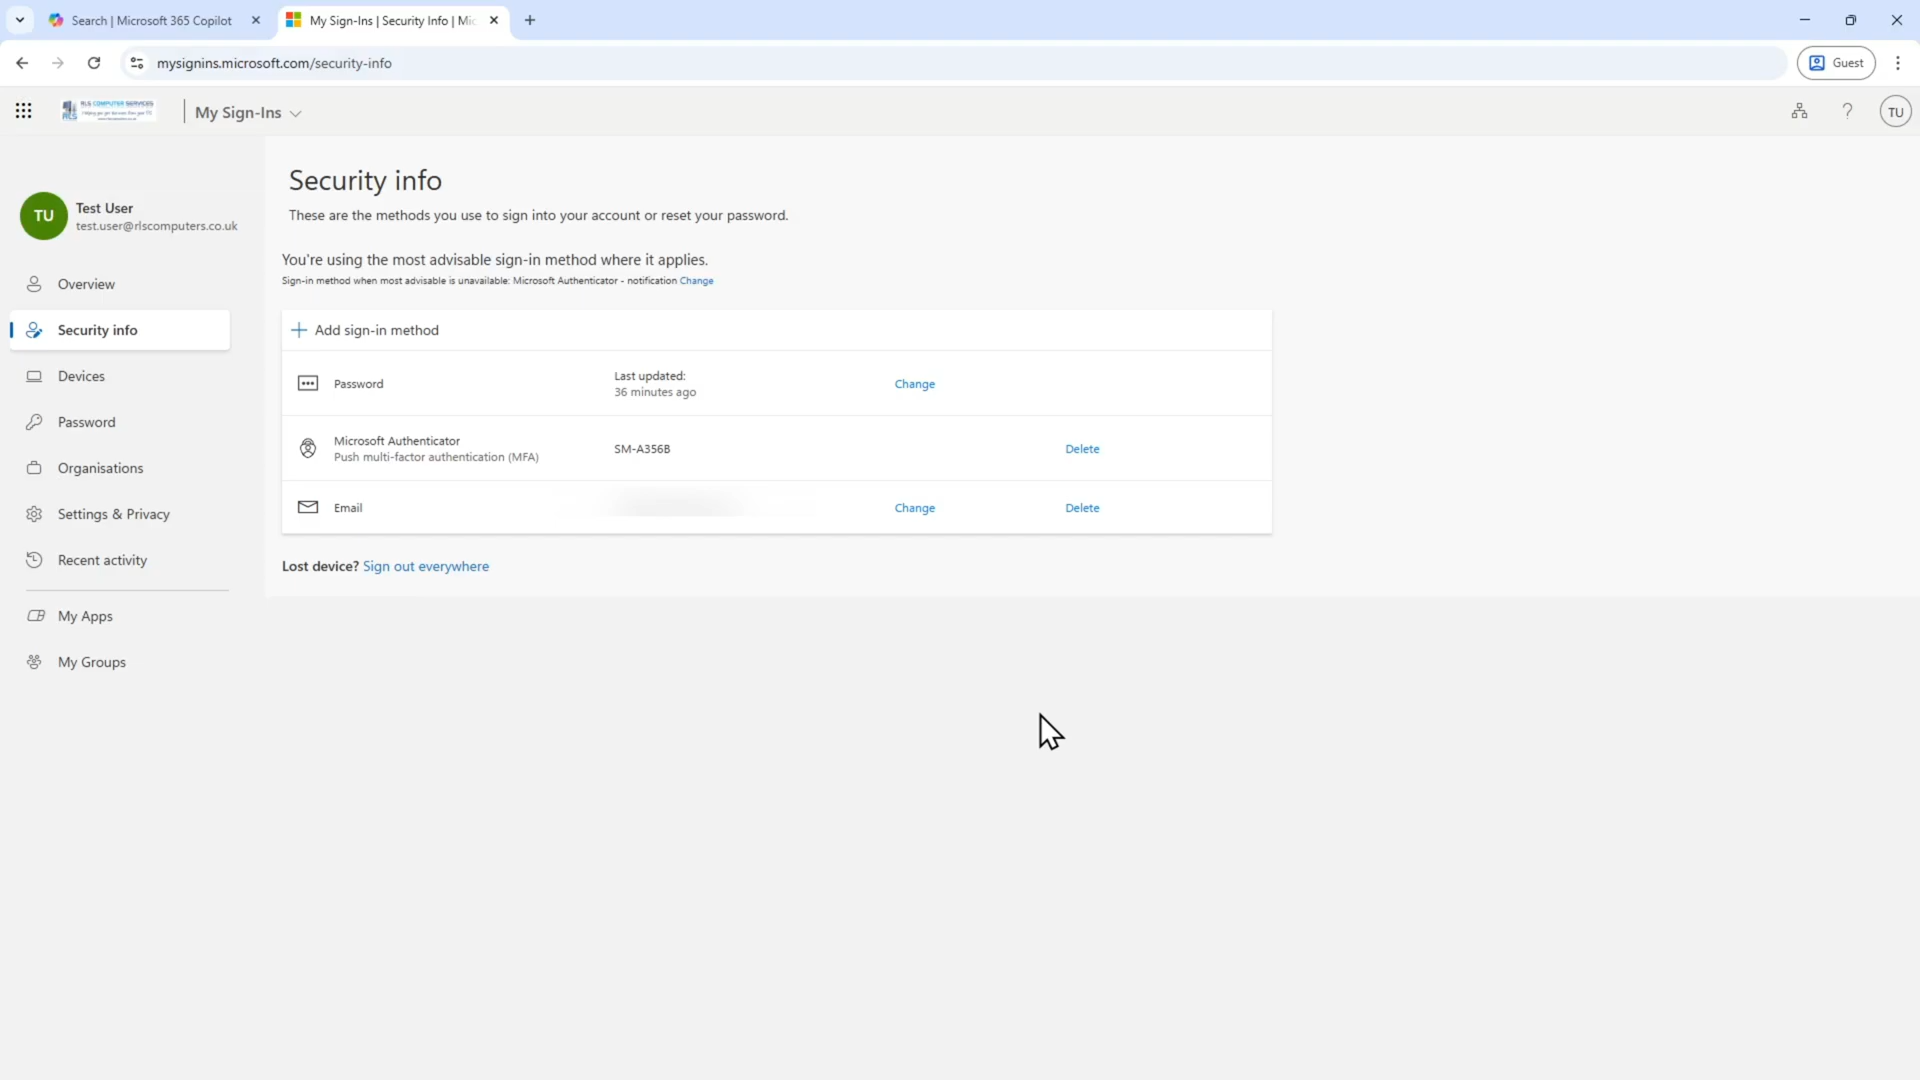 Search | Microsoft 365 Copilot
My Sign-Ins | Security Info | Mic
mysignins.microsoft.com/security-info
Guest
RLS COMPUTER SERVICES
My Sign-Ins
TU
TU
Test User
test.user@rlscomputers.co.uk
Overview
Security info
Devices
Password
Organisations
Settings & Privacy
Recent activity
My Apps
My Groups
Security info
These are the methods you use to sign into your account or reset your password.
You're using the most advisable sign-in method where it applies.
Sign-in method when most advisable is unavailable: Microsoft Authenticator - notification Change
Add sign-in method
Password
Last updated:
36 minutes ago
Change
Microsoft Authenticator
Push multi-factor authentication (MFA)
SM-A356B
Delete
Email
Change
Delete
Lost device? Sign out everywhere